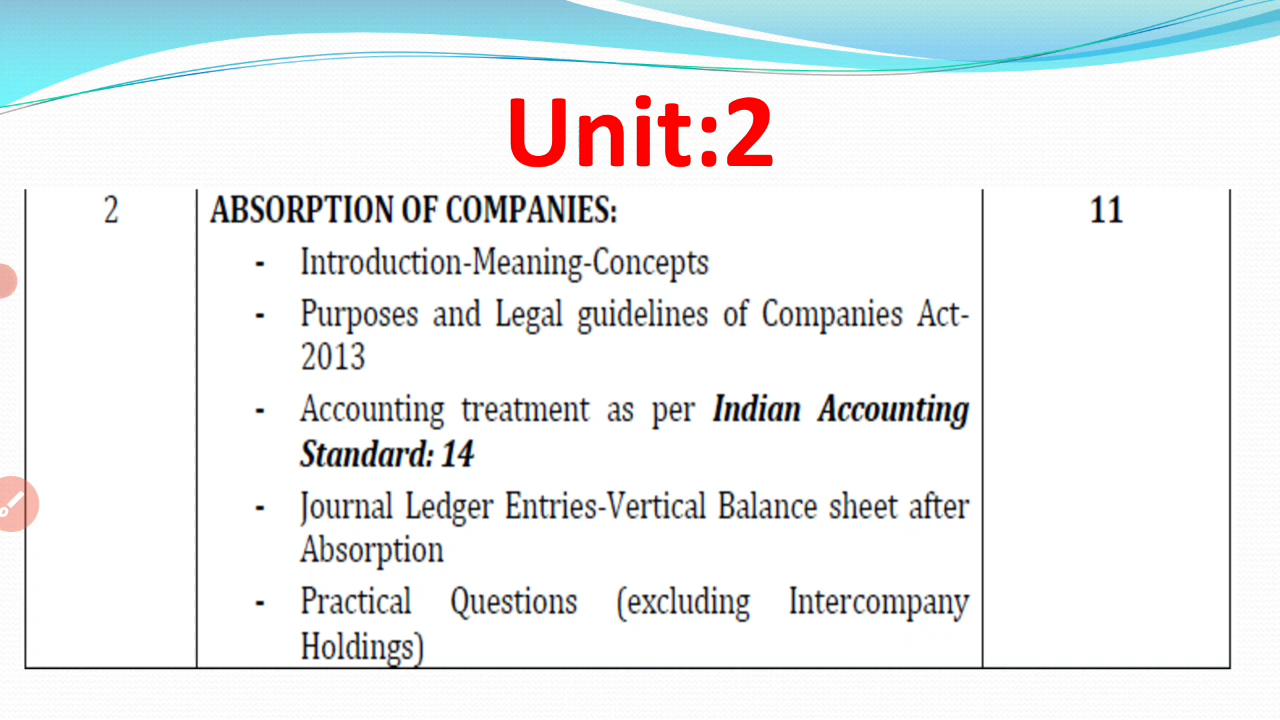 Unit:2
2 ABSORPTION OF COMPANIES: 11
- Introduction-Meaning-Concepts
- Purposes and Legal guidelines of Companies Act-
2013
- Accounting treatment as per Indian Accounting
Standard: 14
- Journal Ledger Entries-Vertical Balance sheet after
Absorption
- Practical Questions (excluding Intercompany
Holdings)